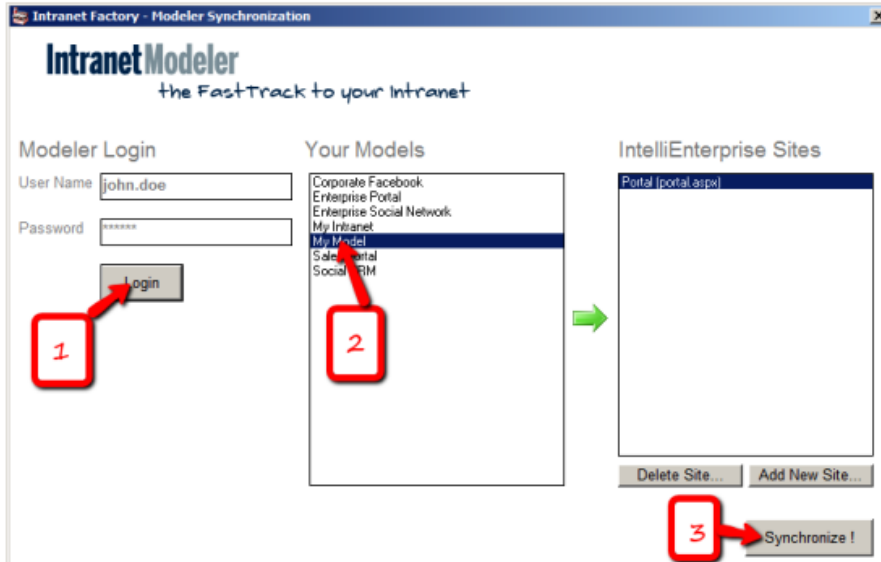 Intranet Factory - Modeler Synchronization
IntranetModeler
the FastTrack to your Intranet
Modeler Login
User Name john.doe
Password ******
Login
1
Your Models
Corporate Facebook
Enterprise Portal
Enterprise Social Network
My Intranet
My Model
Sales
Social
2
IntelliEnterprise Sites
Portal (portal.aspx)
Delete Site... Add New Site...
3
Synchronize !